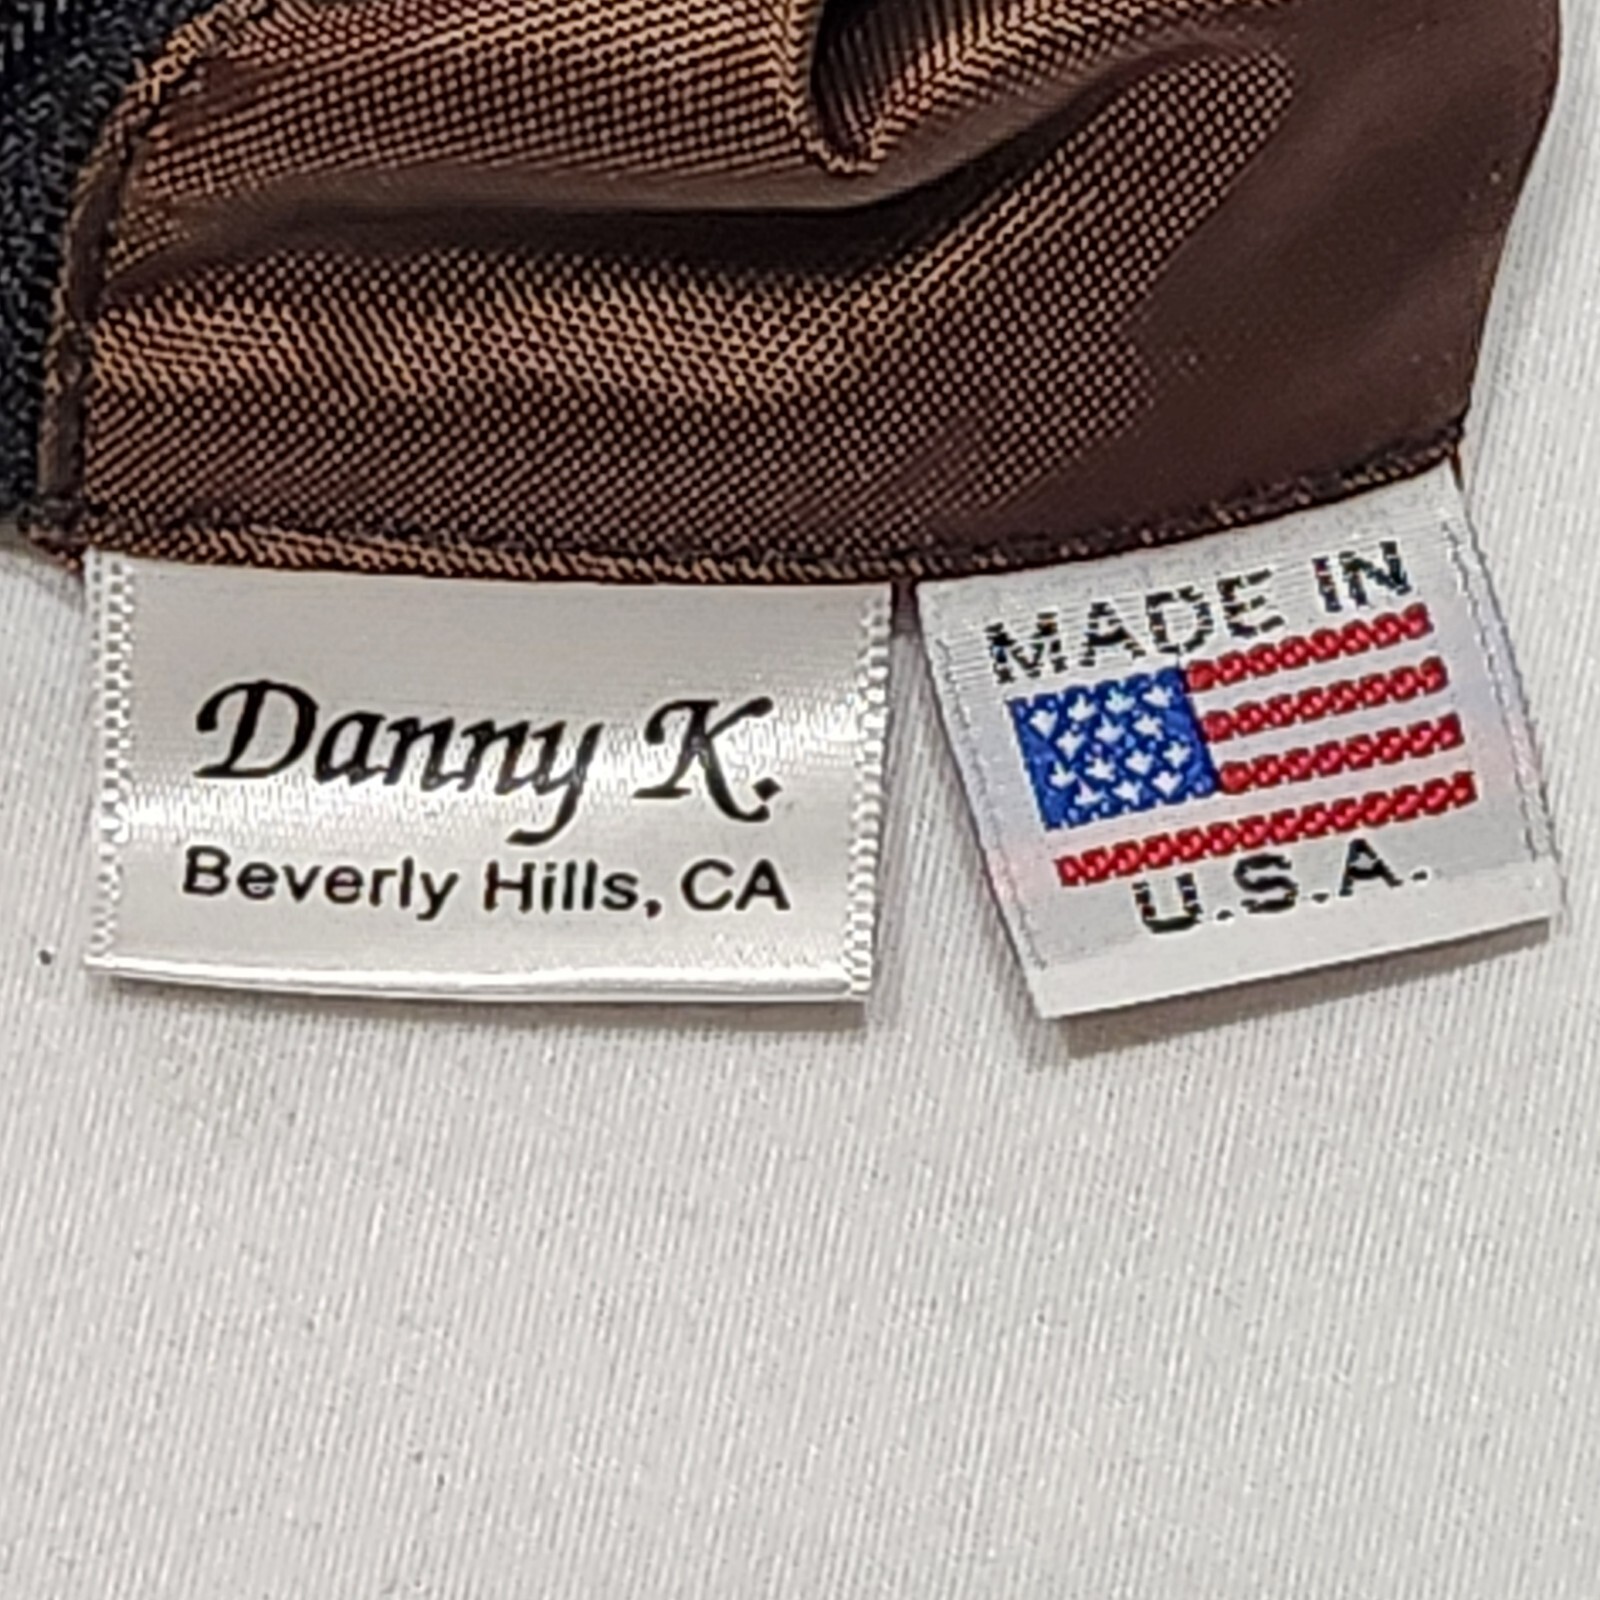 Danny K.
Beverly Hills, CA
MADE IN
U.S.A.